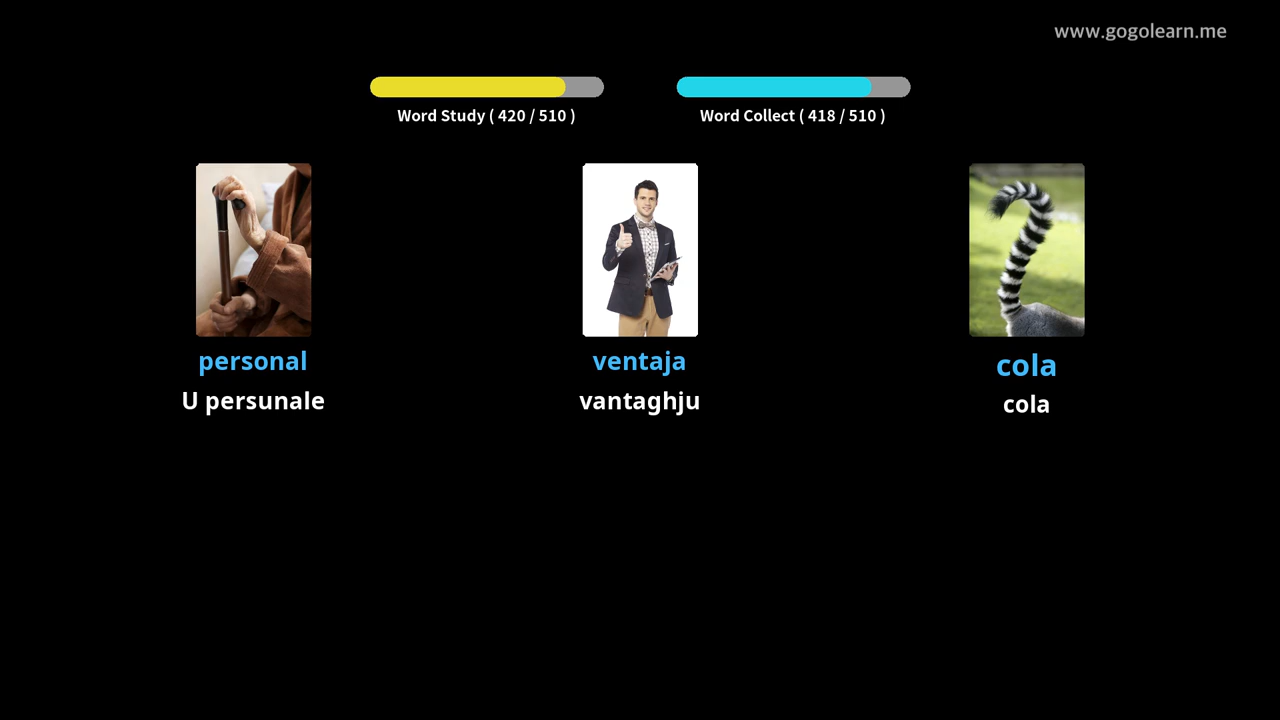 www.gogolearn.me
Word Study ( 420 / 510 )
Word Collect ( 418 / 510 )
personal
U persunale
ventaja
vantaghju
cola
cola